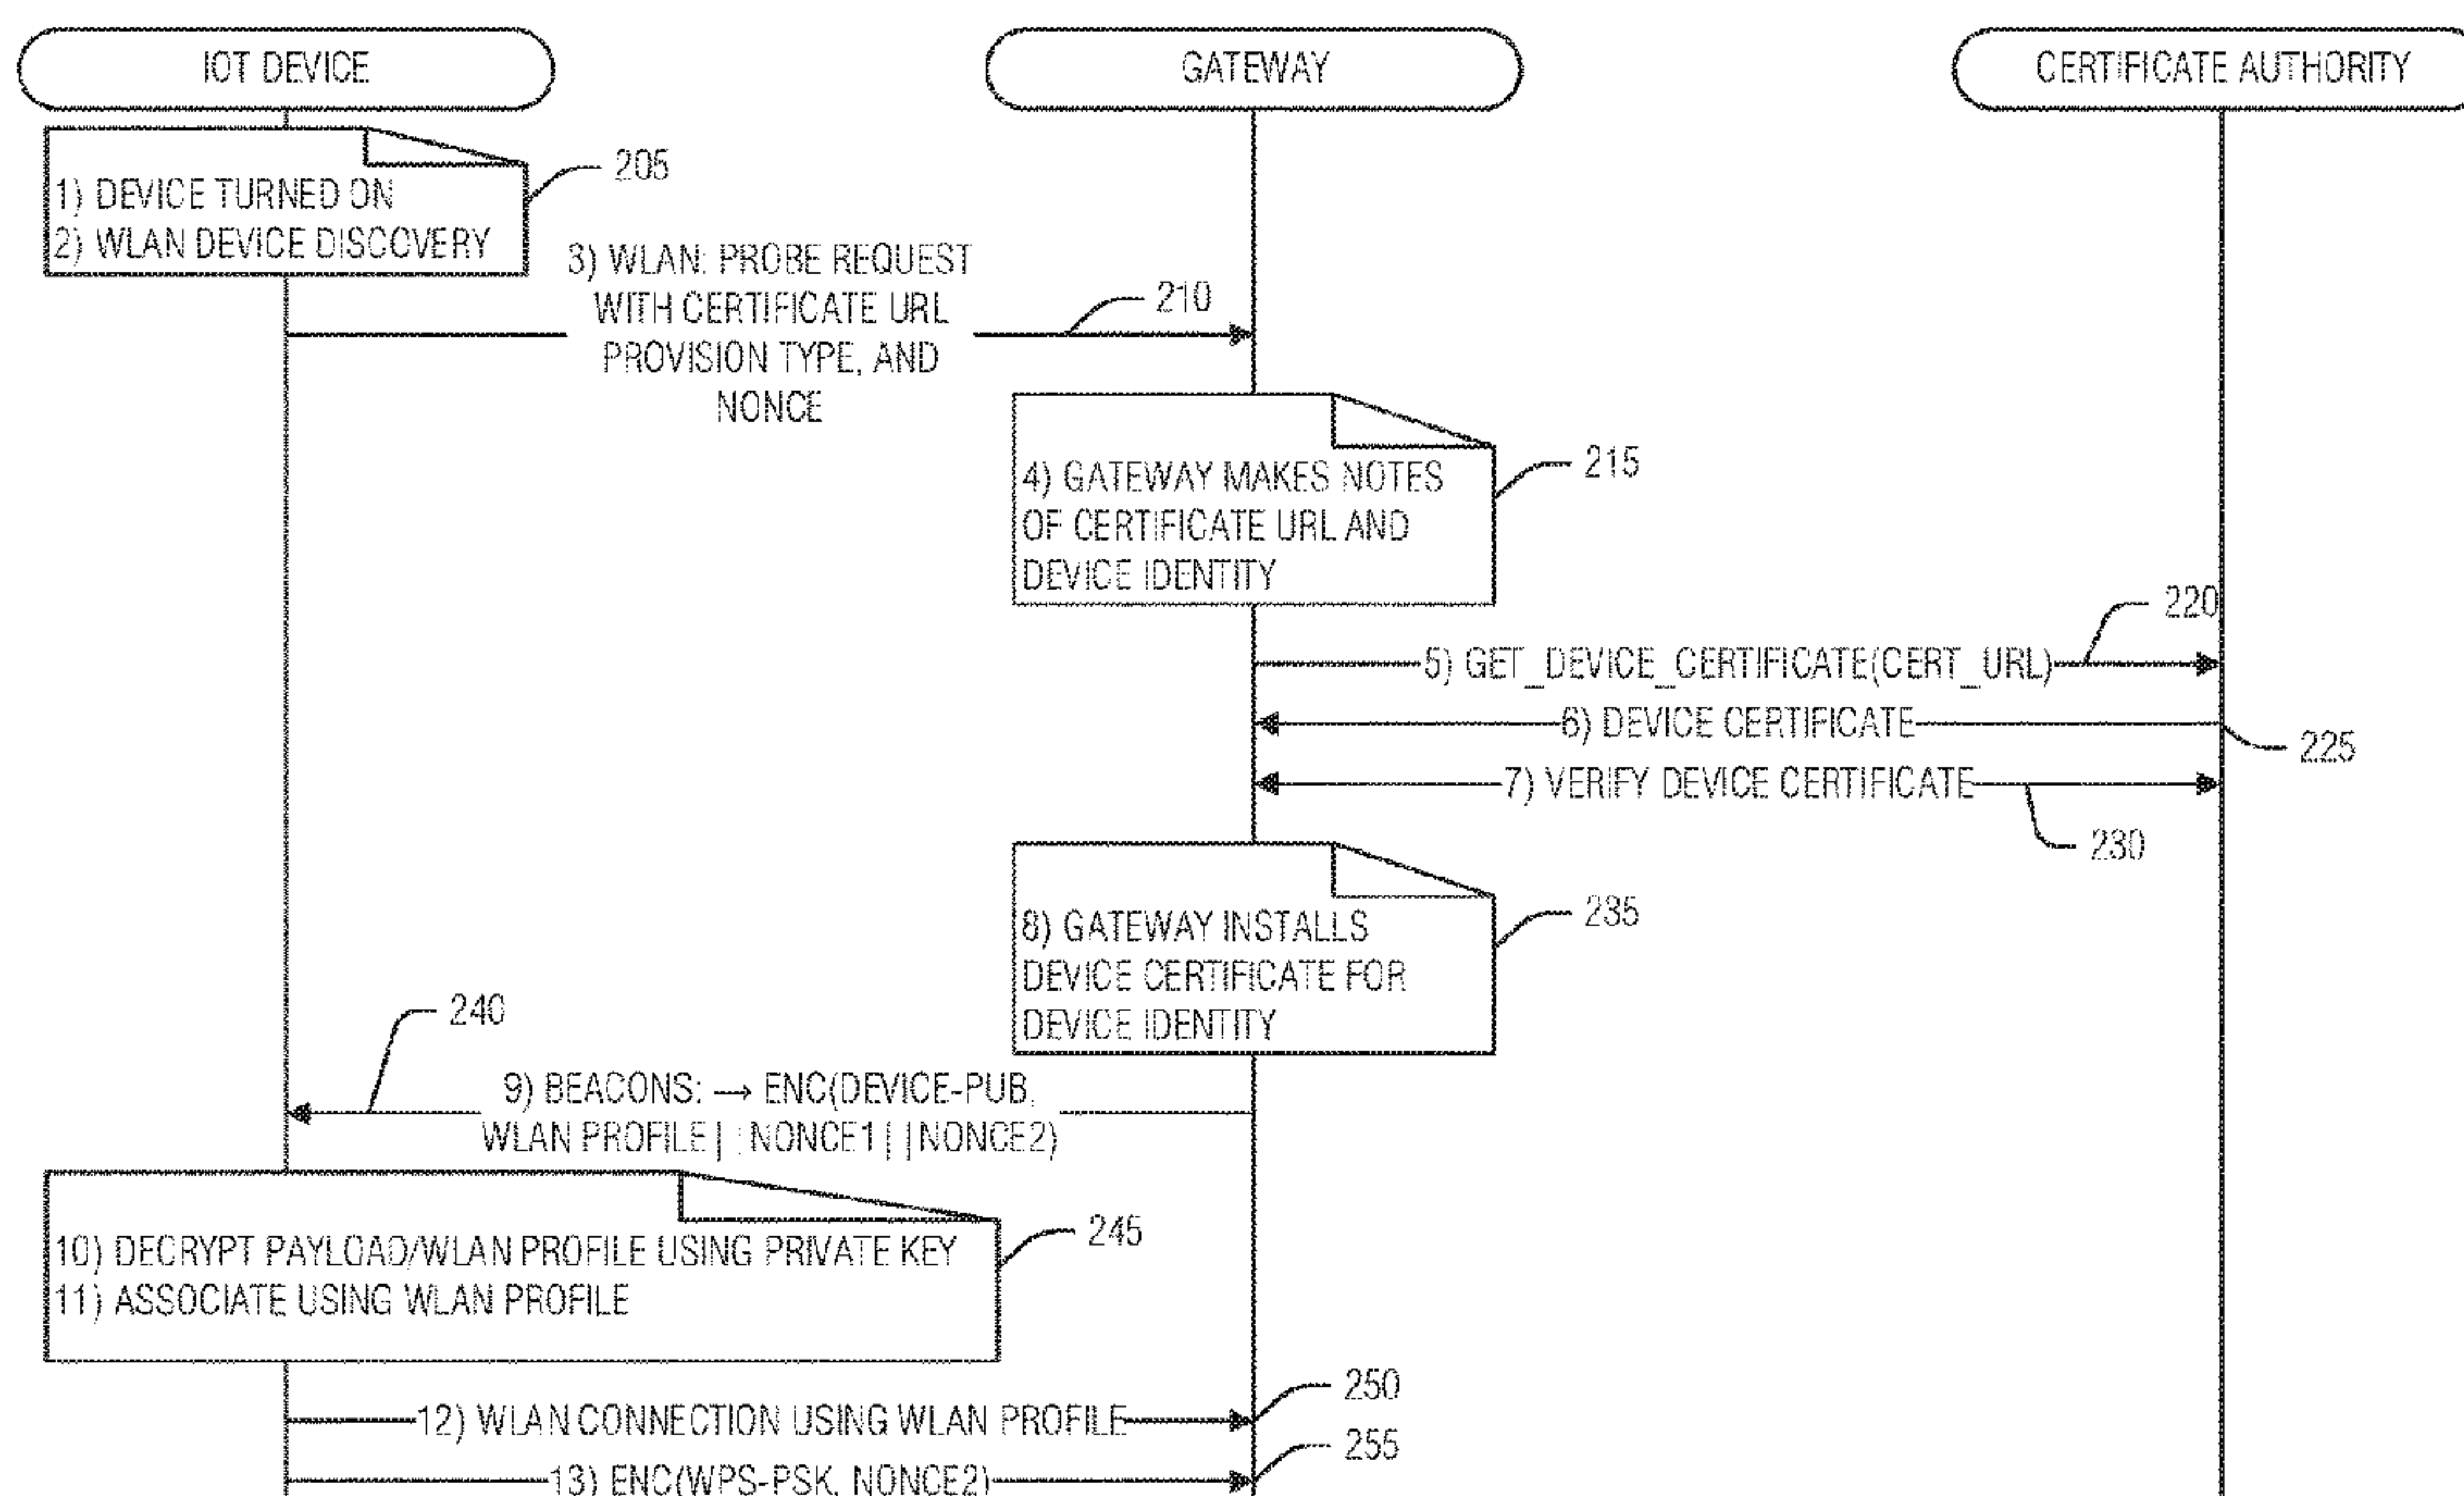 IOT DEVICE
GATEWAY
CERTIFICATE AUTHORITY
1) DEVICE TURNED ON
2) WLAN DEVICE DISCOVERY
205
3) WLAN: PROBE REQUEST
WITH CERTIFICATE URL
PROVISION TYPE, AND
NONCE
210
4) GATEWAY MAKES NOTES
OF CERTIFICATE URL AND
DEVICE IDENTITY
215
220
5) GET_DEVICE_CERTIFICATE(CERT_URL)
6) DEVICE CERTIFICATE
225
7) VERIFY DEVICE CERTIFICATE
230
8) GATEWAY INSTALLS
DEVICE CERTIFICATE FOR
DEVICE IDENTITY
235
240
9) BEACONS: → ENC(DEVICE-PUB,
WLAN PROFILE||NONCE1||NONCE2)
10) DECRYPT PAYLOAD/WLAN PROFILE USING PRIVATE KEY
11) ASSOCIATE USING WLAN PROFILE
245
12) WLAN CONNECTION USING WLAN PROFILE
250
13) ENC(WPS-PSK, NONCE2)
255